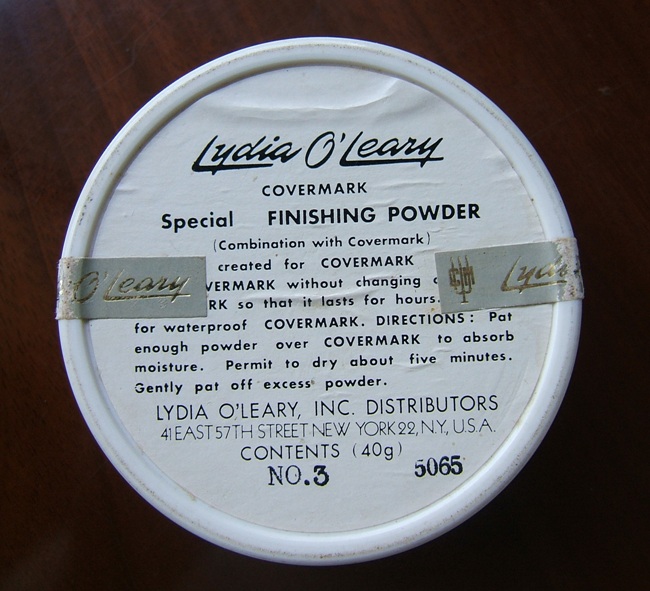 Lydia O'Leary
COVERMARK
Special FINISHING POWDER
(Combination with Covermark)
created for COVERMARK
VERMARK without changing
RK so that it lasts for hours.
O'Leary
Lydi
for waterproof COVERMARK. DIRECTIONS: Pat
enough powder over COVERMARK to absorb
moisture. Permit to dry about five minutes.
Gently pat off excess powder.
LYDIA O'LEARY, INC. DISTRIBUTORS
41 EAST 57TH STREET NEW YORK 22, N.Y., U.S.A.
CONTENTS (40g)
NO.3 5065